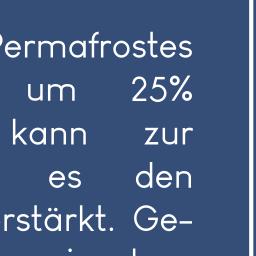 Permafrostes
um 25%
kann zur
es den
rstärkt. Ge-